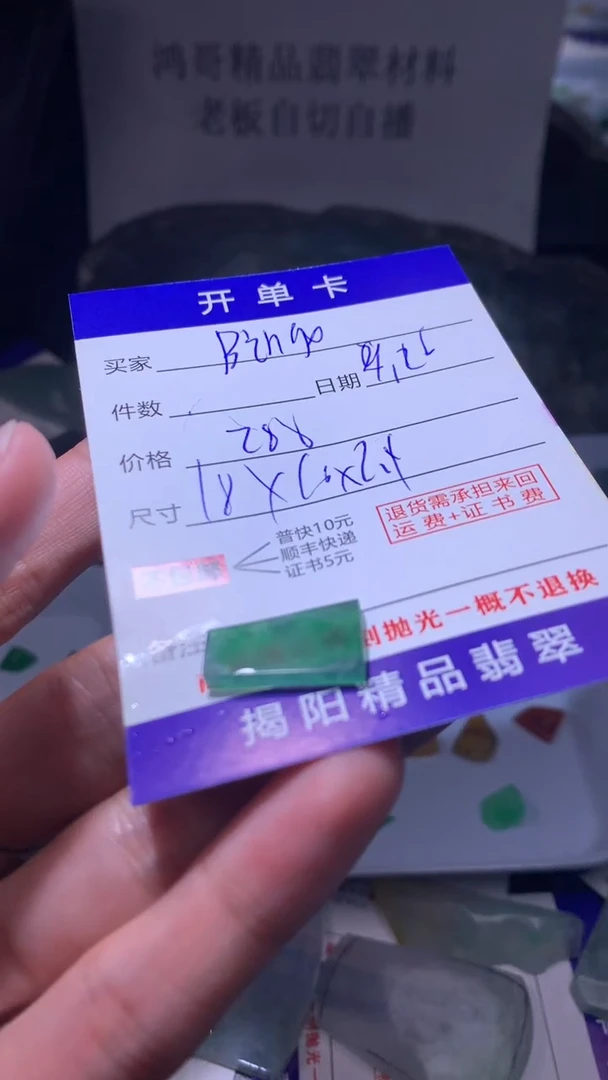 鸿哥精品翡翠材料
老板自切自播
开单卡
买家 Bingo
日期
件数
价格 288
尺寸
普快10元
顺丰快递
证书5元
退货需承担来回
运费+证书费
抛光一概不退换
揭阳精品翡翠